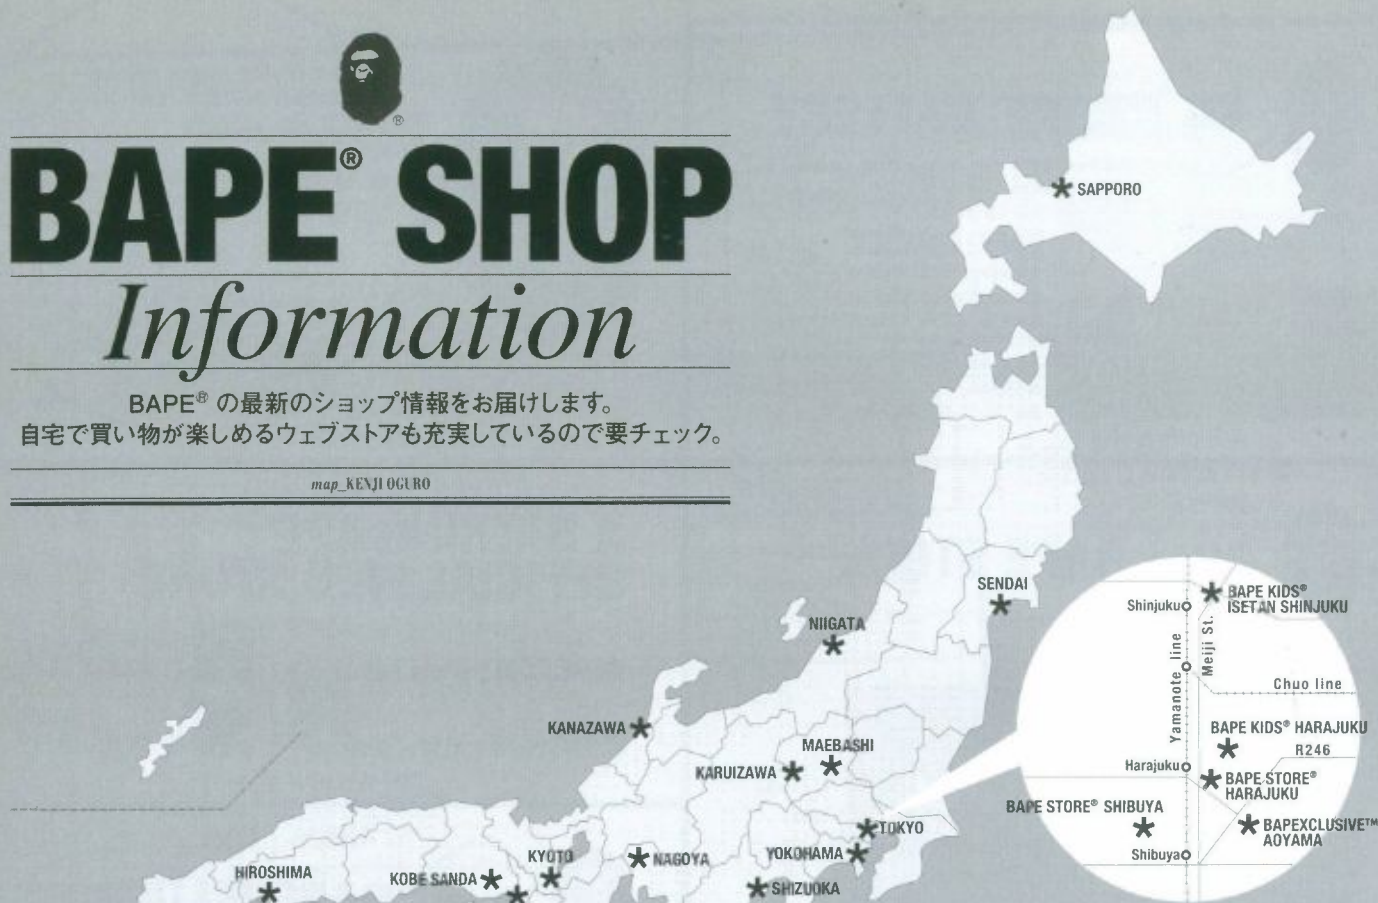 ®
BAPE® SHOP
Information
BAPE® の最新のショップ情報をお届けします。
自宅で買い物が楽しめるウェブストアも充実しているので要チェック。
map_KENJI OGURO
SAPPORO
SENDAI
NIIGATA
KANAZAWA
MAEBASHI
KARUIZAWA
TOKYO
YOKOHAMA
SHIZUOKA
NAGOYA
KYOTO
KOBE SANDA
HIROSHIMA
Shinjuku
BAPE KIDS®
ISETAN SHINJUKU
Yamanote line
Meiji St.
Chuo line
BAPE KIDS® HARAJUKU
R246
Harajuku
BAPE STORE®
HARAJUKU
BAPE STORE® SHIBUYA
BAPEXCLUSIVE™
AOYAMA
Shibuya